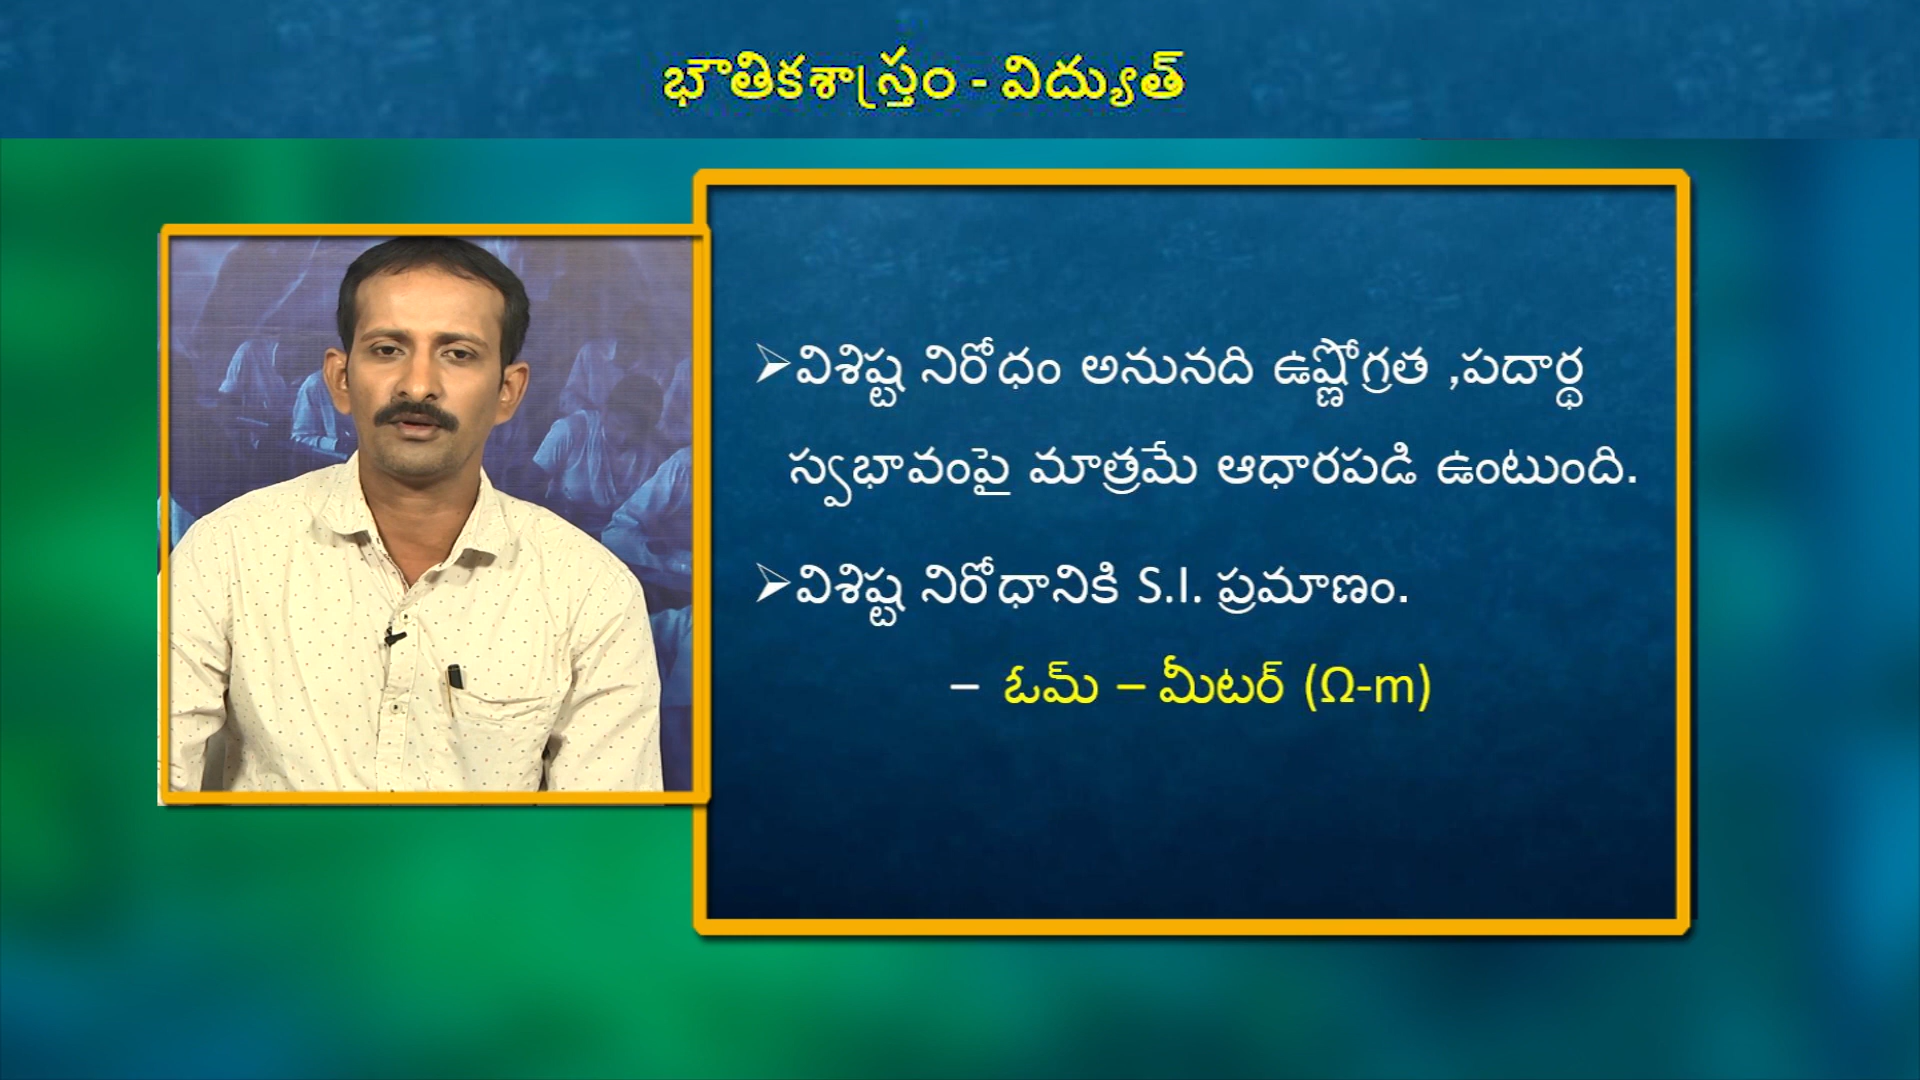 భౌతికశాస్త్రం - విద్యుత్
➢విశిష్ట నిరోధం అనునది ఉష్ణోగ్రత ,పదార్థ
స్వభావంపై మాత్రమే ఆధారపడి ఉంటుంది.
➢విశిష్ట నిరోధానికి S.I. ప్రమాణం.
– ఓమ్ – మీటర్ (Ω-m)